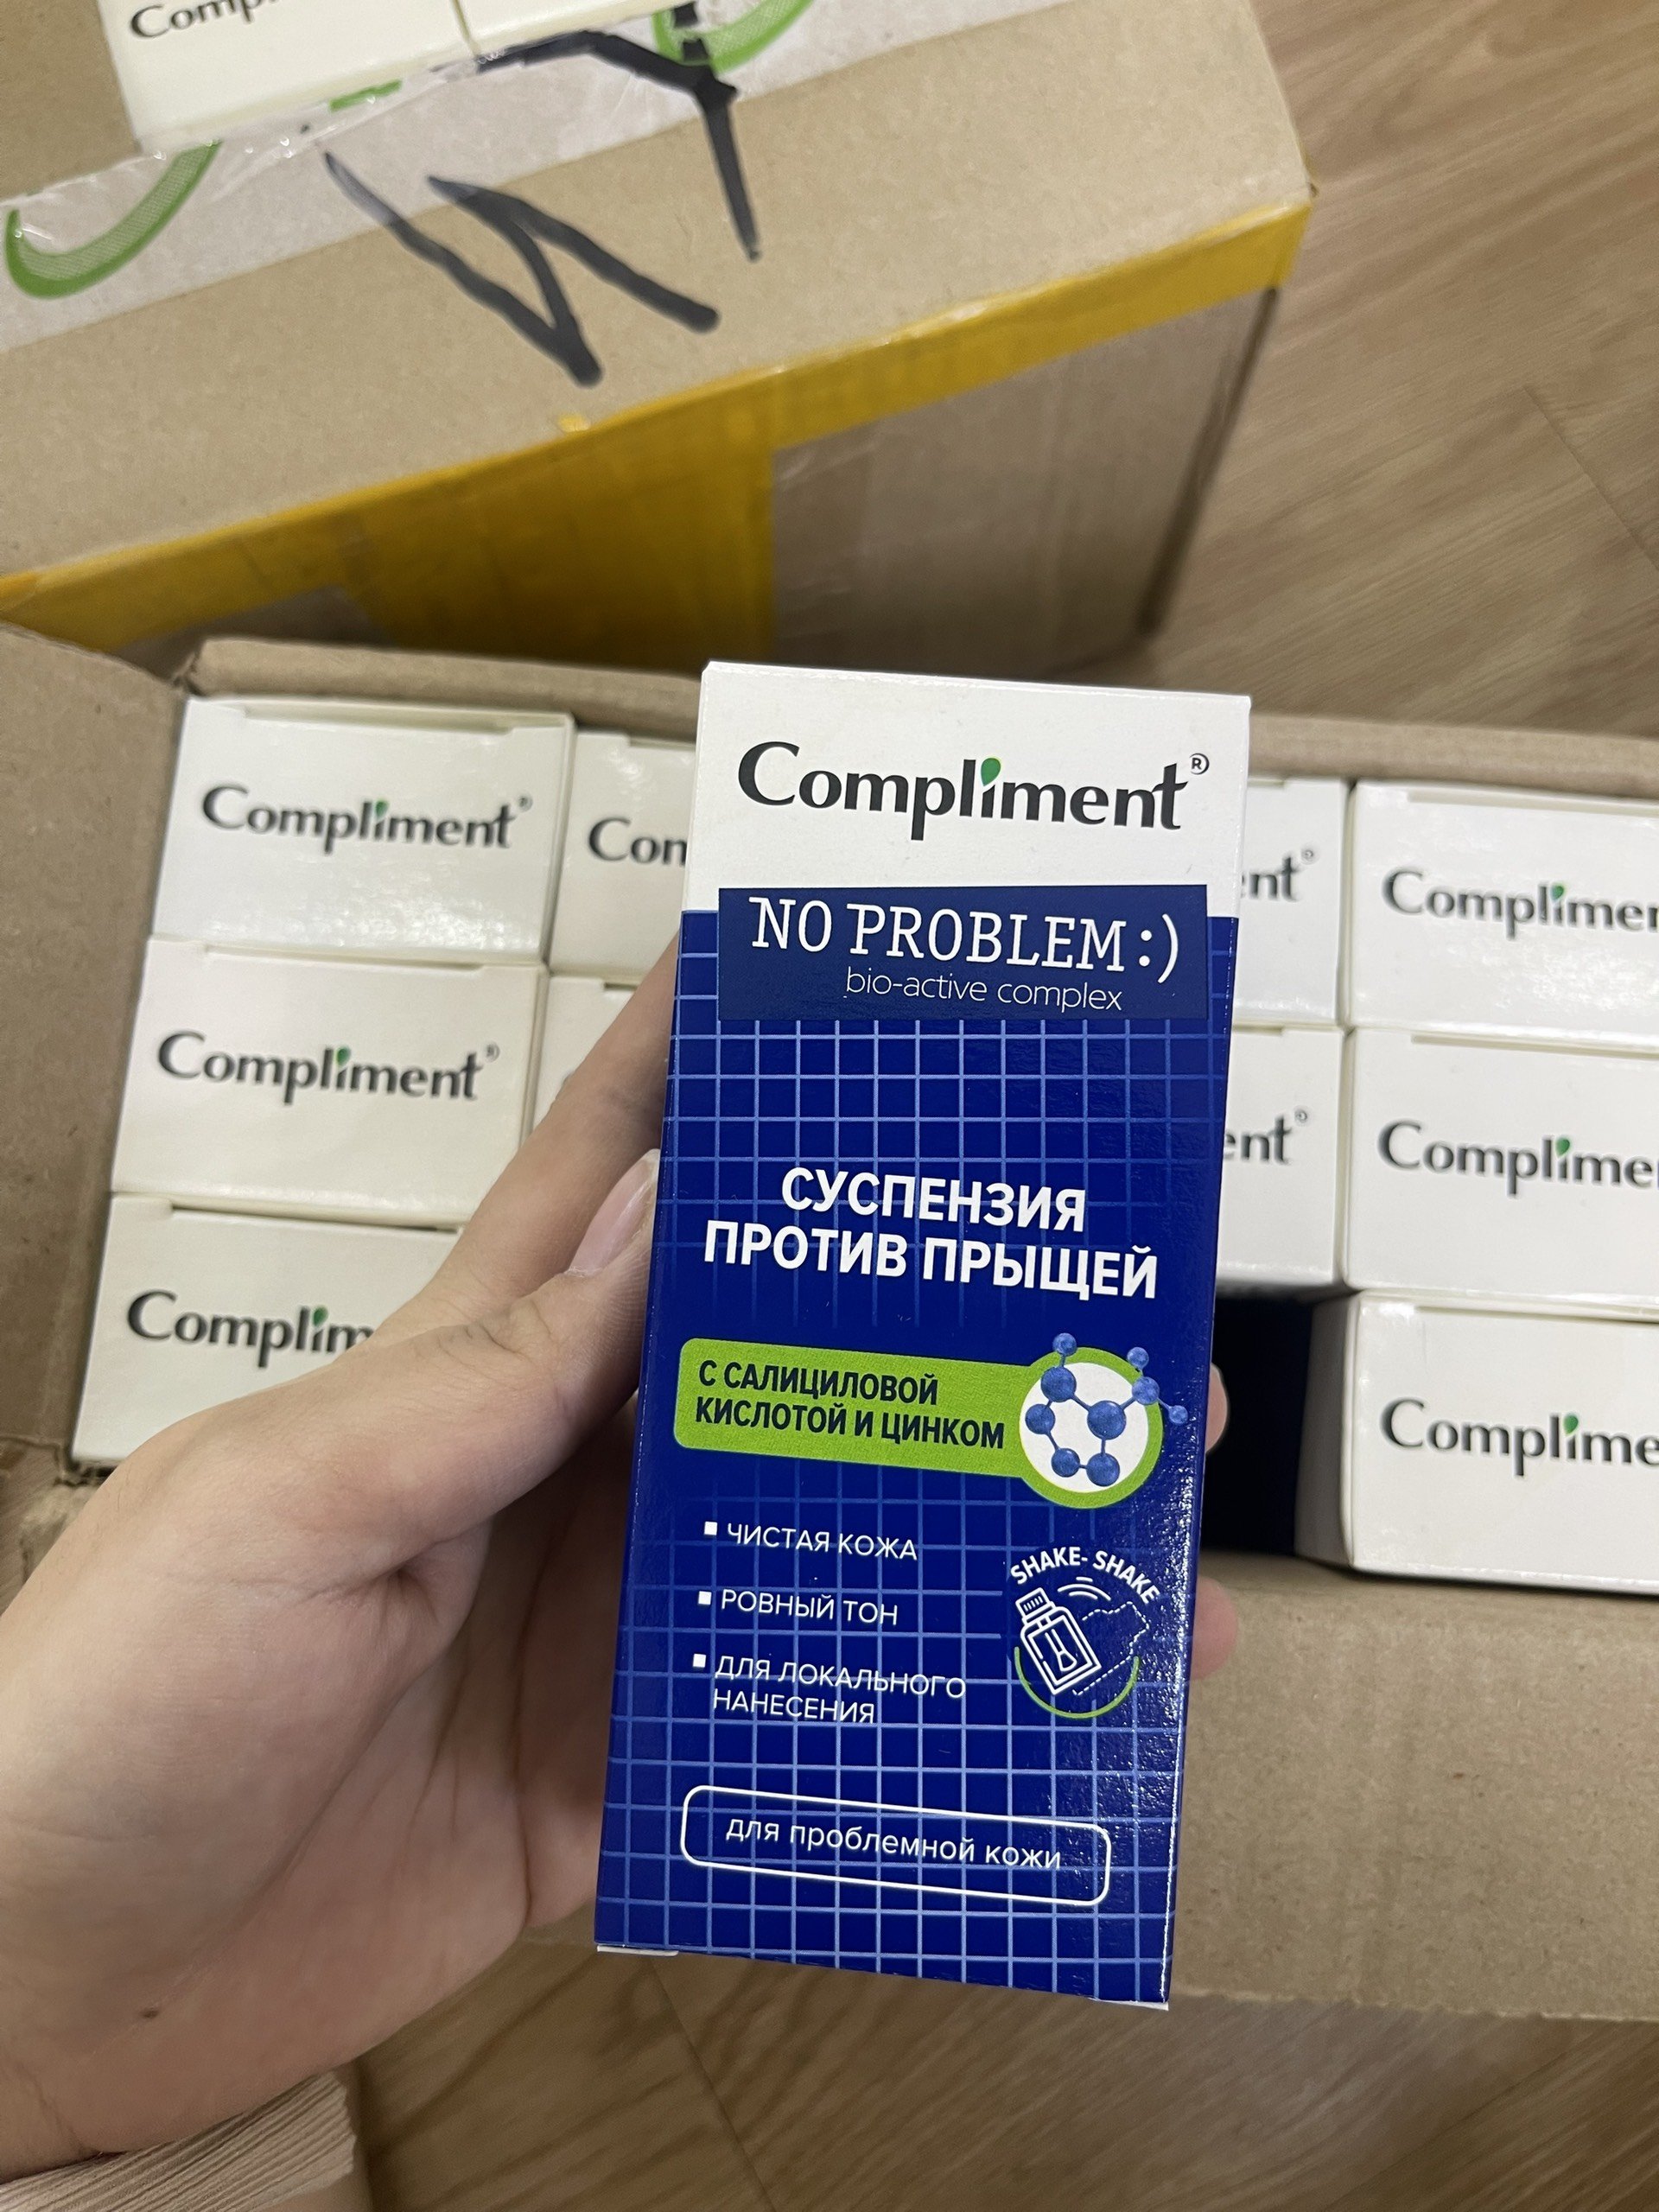 Compliment®
NO PROBLEM:)
bio-active complex
СУСПЕНЗИЯ
ПРОТИВ ПРЫЩЕЙ
С САЛИЦИЛОВОЙ
КИСЛОТОЙ И ЦИНКОМ
ЧИСТАЯ КОЖА
РОВНЫЙ ТОН
ДЛЯ ЛОКАЛЬНОГО
НАНЕСЕНИЯ
SHAKE- SHAKE
для проблемной кожи
Compliment®
Compliment®